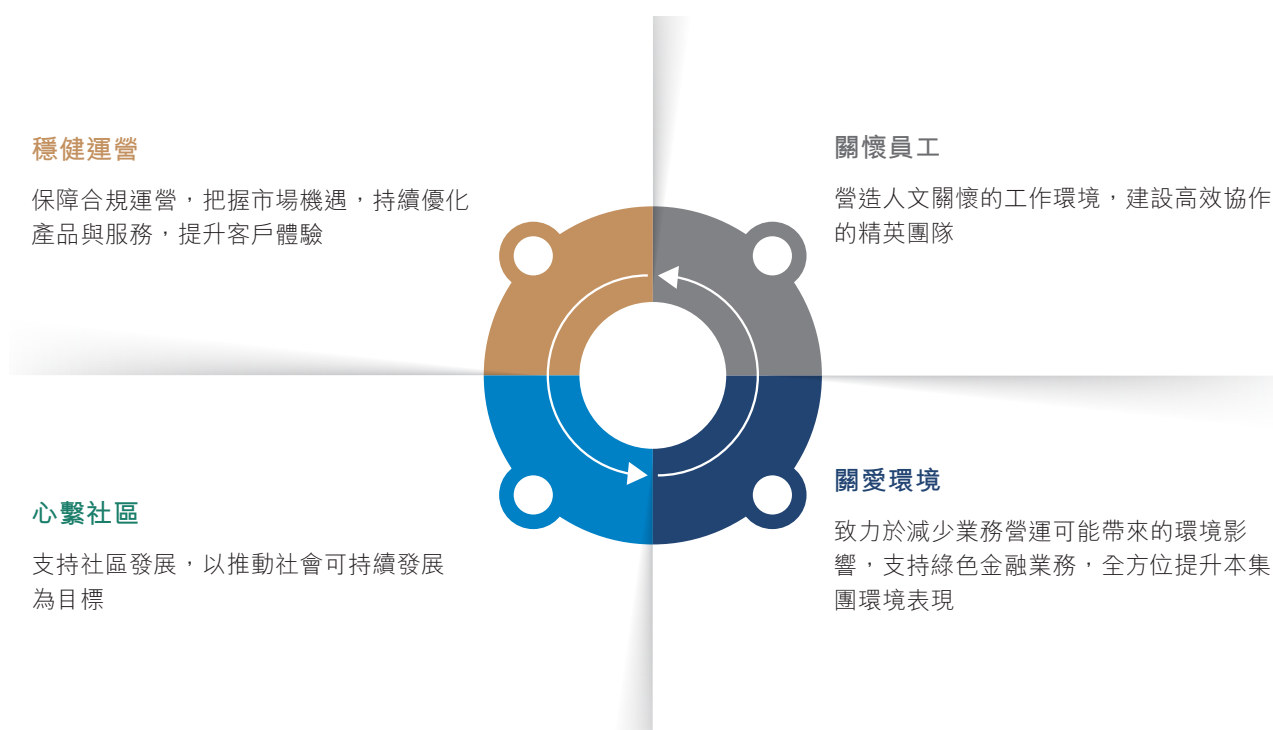 穩健運營
保障合規運營，把握市場機遇，持續優化
產品與服務，提升客戶體驗
關懷員工
營造人文關懷的工作環境，建設高效協作
的精英團隊
心繫社區
支持社區發展，以推動社會可持續發展
為目標
關愛環境
致力於減少業務營運可能帶來的環境影
響，支持綠色金融業務，全方位提升本集
團環境表現